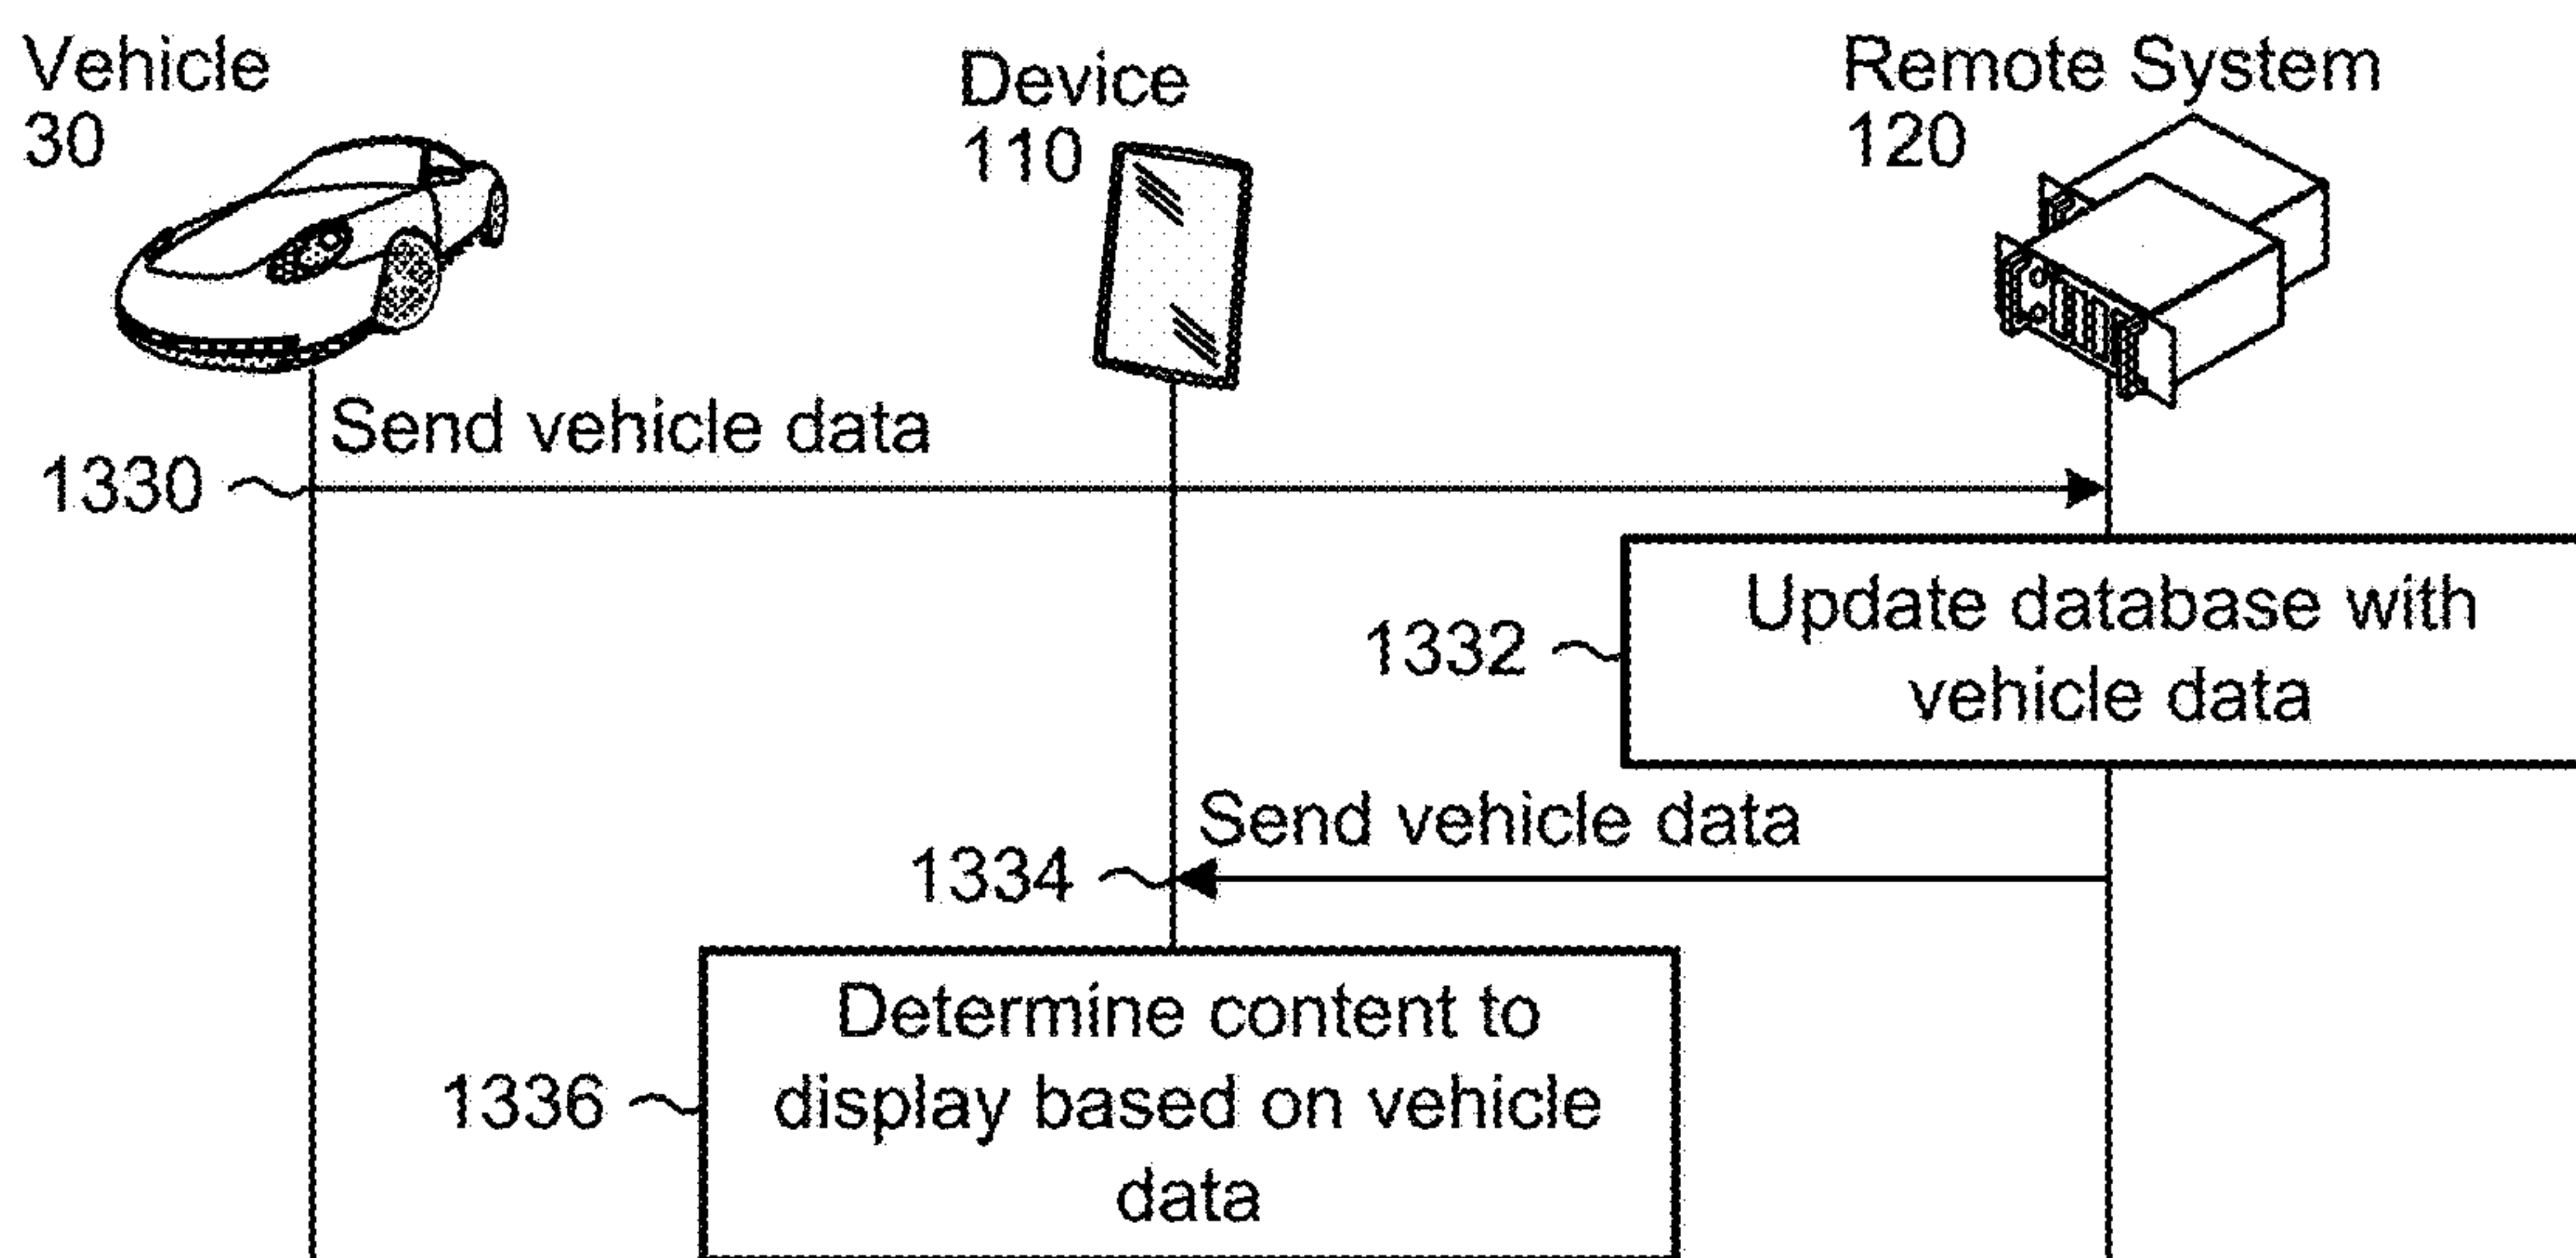 Vehicle
30
Device
110
Remote System
120
Send vehicle data
1330
Update database with
vehicle data
1332
Send vehicle data
1334
Determine content to
display based on vehicle
data
1336